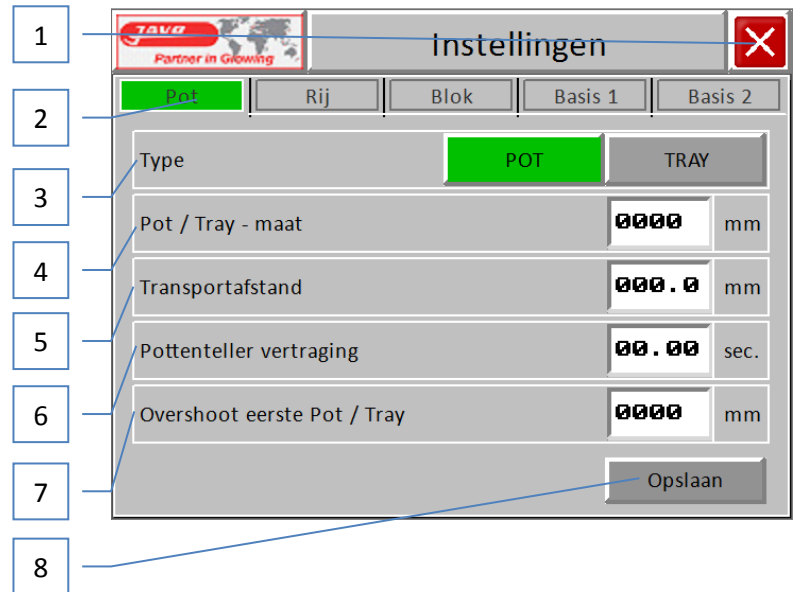 1
JAVO
Partner in Growing
Instellingen
2
Pot Rij Blok Basis 1 Basis 2
3
Type POT TRAY
4
Pot / Tray - maat 0000 mm
5
Transportafstand 000.0 mm
6
Pottenteller vertraging 00.00 sec.
7
Overshoot eerste Pot / Tray 0000 mm
8
Opslaan